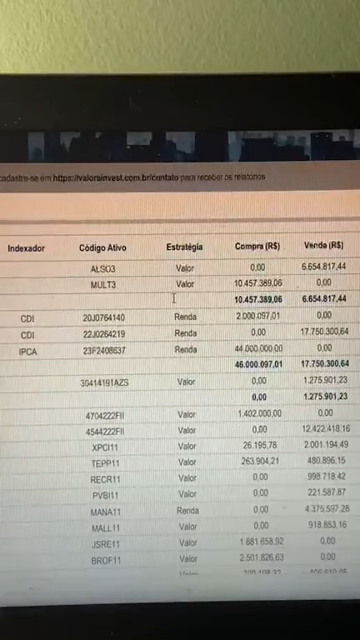 cadastre-se em https://valorainvest.com.br/contato para receber os relatórios
Indexador Código Ativo Estratégia Compra (R$) Venda (R$)
ALSO3 Valor 0,00 6.654.817,44
MULT3 Valor 10.457.389,06 0,00
10.457.389,06 6.654.817,44
CDI 20J0764140 Renda 2.000.097,01 0,00
CDI 22J0264219 Renda 0,00 17.750.300,64
IPCA 23F2408637 Renda 44.000.000,00 0,00
46.000.097,01 17.750.300,64
30414191AZS Valor 0,00 1.275.901,23
0,00 1.275.901,23
4704222FII Valor 1.402.000,00 0,00
4544222FII Valor 0,00 12.422.418,16
XPCI11 Valor 26.195,78 2.001.194,49
TEPP11 Valor 263.904,21 480.896,15
RECR11 Valor 0,00 998.718,42
PVBI11 Valor 0,00 221.587,87
MANA11 Renda 0,00 4.375.597,28
MALL11 Valor 0,00 918.853,16
JSRE11 Valor 1.681.658,92 0,00
BROF11 Valor 2.501.826,63 0,00